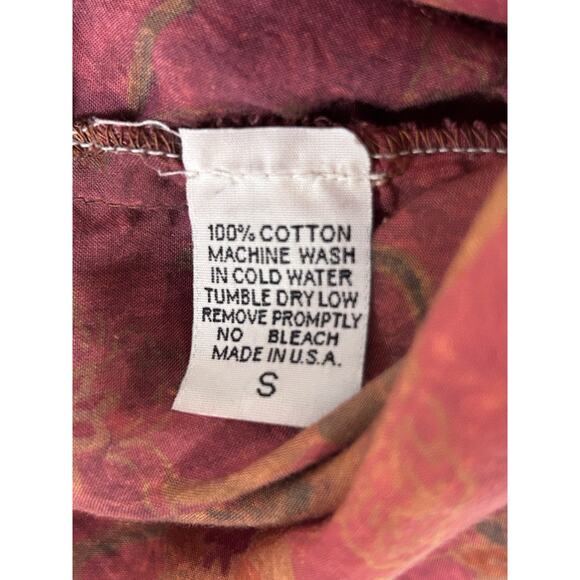 100% COTTON
MACHINE WASH
IN COLD WATER
TUMBLE DRY LOW
REMOVE PROMPTLY
NO BLEACH
MADE IN U.S.A.
S